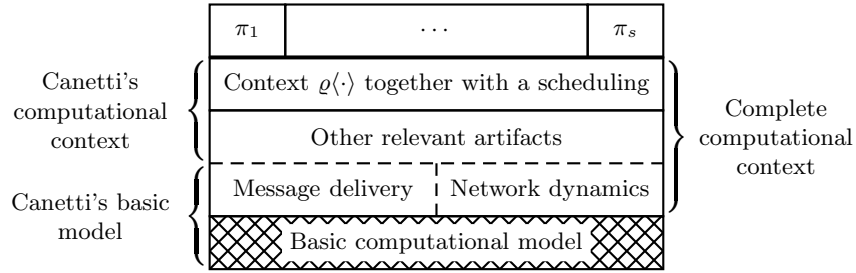 π₁ ⋯ πₛ
Canetti's
computational
context
Context ϱ⟨·⟩ together with a scheduling
Other relevant artifacts
Complete
computational
context
Canetti's basic
model
Message delivery
Network dynamics
Basic computational model